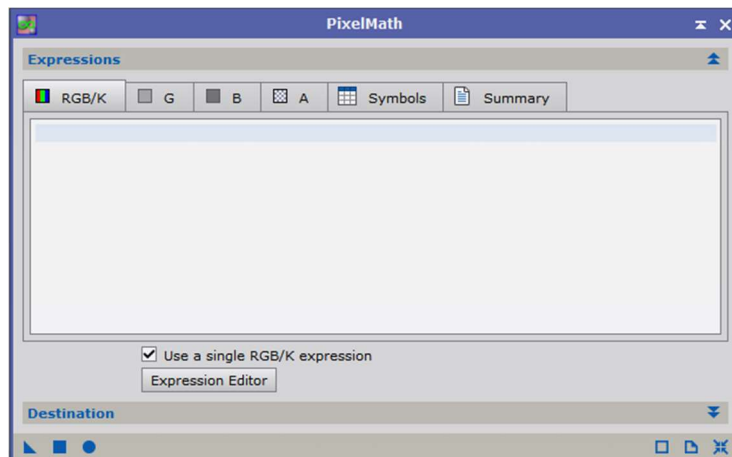 PixelMath
Expressions
RGB/K G B A Symbols Summary
Use a single RGB/K expression
Expression Editor
Destination